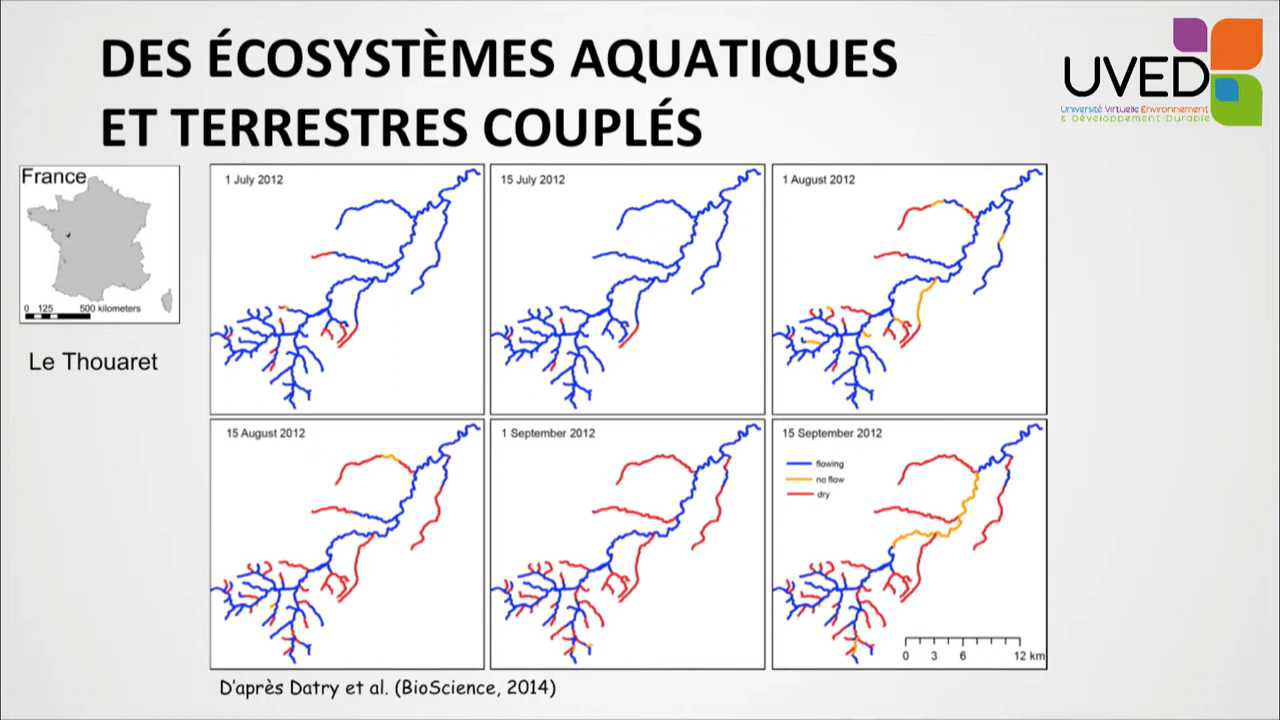 DES ÉCOSYSTÈMES AQUATIQUES
ET TERRESTRES COUPLÉS
UVED
Université Virtuelle Environnement
& Développement Durable
France
0 125 500 kilometers
Le Thouaret
1 July 2012
15 July 2012
1 August 2012
15 August 2012
1 September 2012
15 September 2012
flowing
no flow
dry
0 3 6 12 km
D'après Datry et al. (BioScience, 2014)